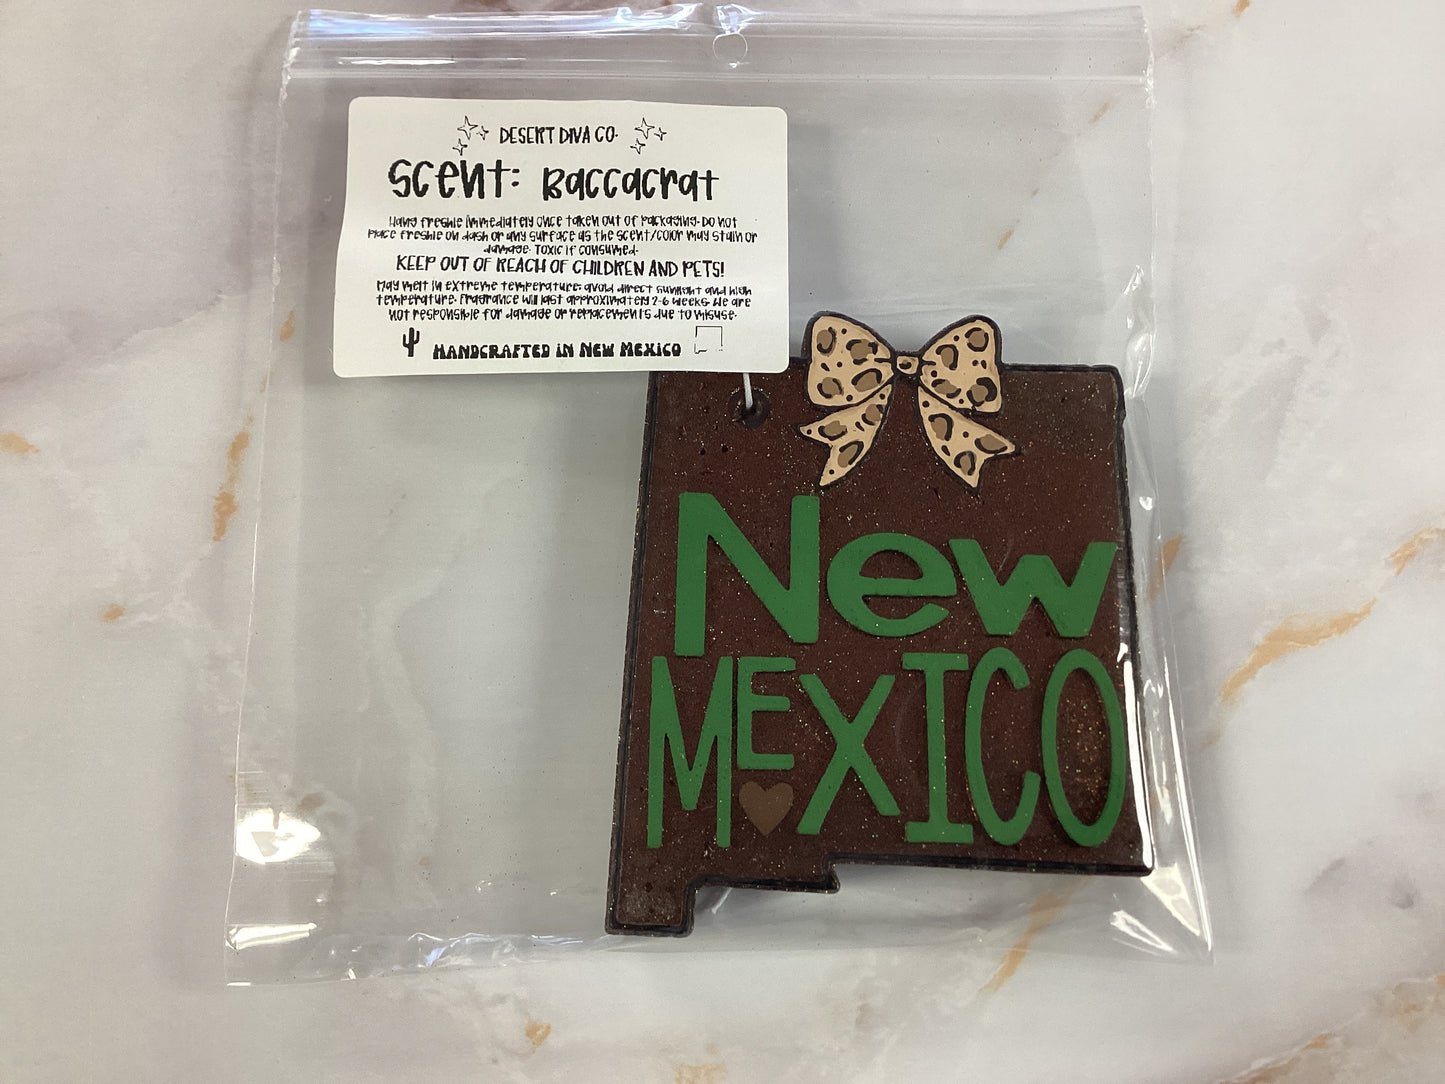 DESERT DIVA CO.
Scent: Baccacrat
Hang freshie immediately once taken out of packaging. Do not
place freshie on dash or any surface as the scent/color may stain or
damage. Toxic if consumed.
KEEP OUT OF REACH OF CHILDREN AND PETS!
May melt in extreme temperature; avoid direct sunlight and high
temperature. Fragrance will last approximately 2-6 weeks. We are
not responsible for damage or replacements due to misuse.
HANDCRAFTED IN NEW MEXICO
New
MEXICO